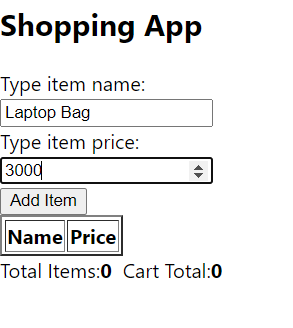 Shopping App
Type item name:
Laptop Bag
Type item price:
3000
Add Item
Name Price
Total Items:0 Cart Total:0